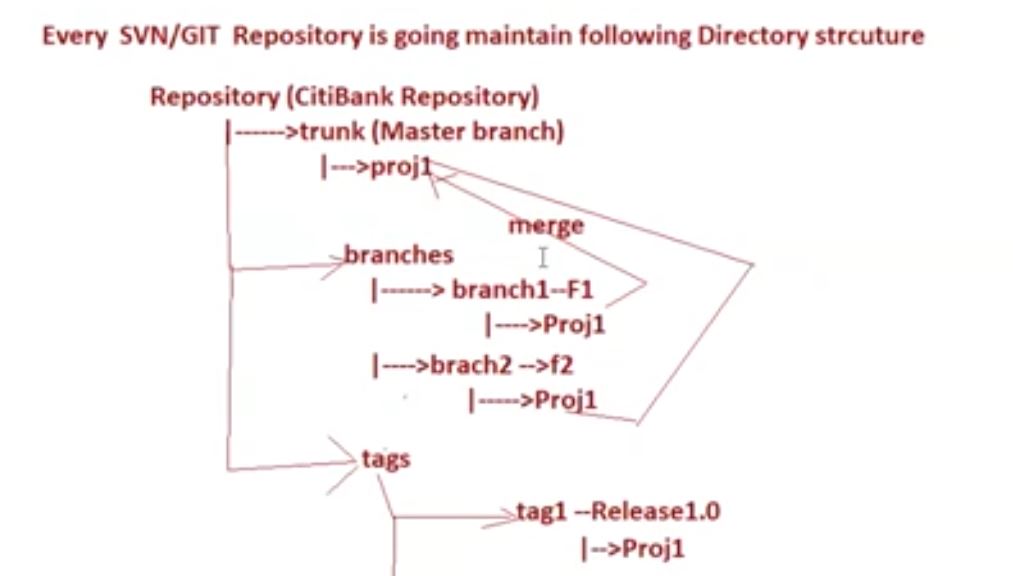 Every SVN/GIT Repository is going maintain following Directory strcuture
Repository (CitiBank Repository)
|------>trunk (Master branch)
|--->proj1
merge
branches
|------> branch1--F1
|---->Proj1
|---->brach2 -->f2
|----->Proj1
tags
tag1 --Release1.0
|-->Proj1